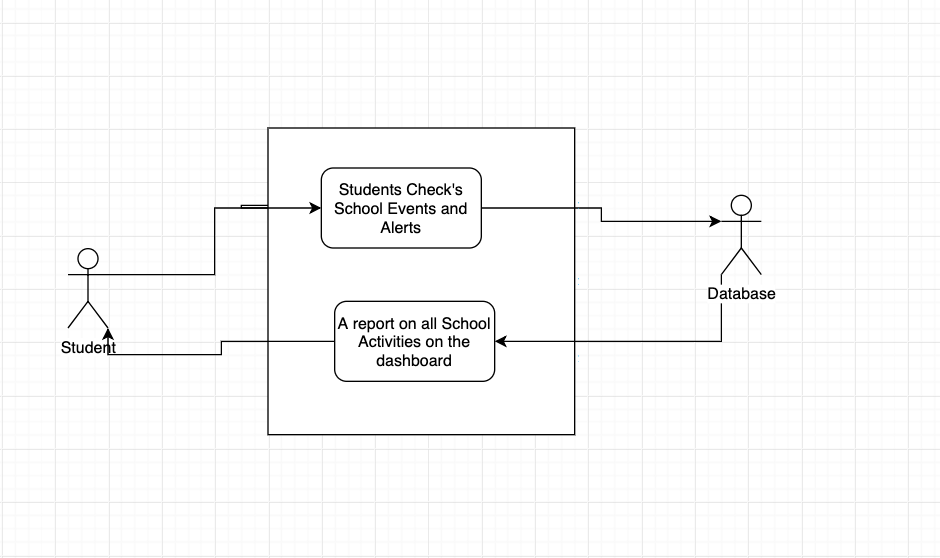 Students Check's
School Events and
Alerts
Database
A report on all School
Activities on the
dashboard
Student